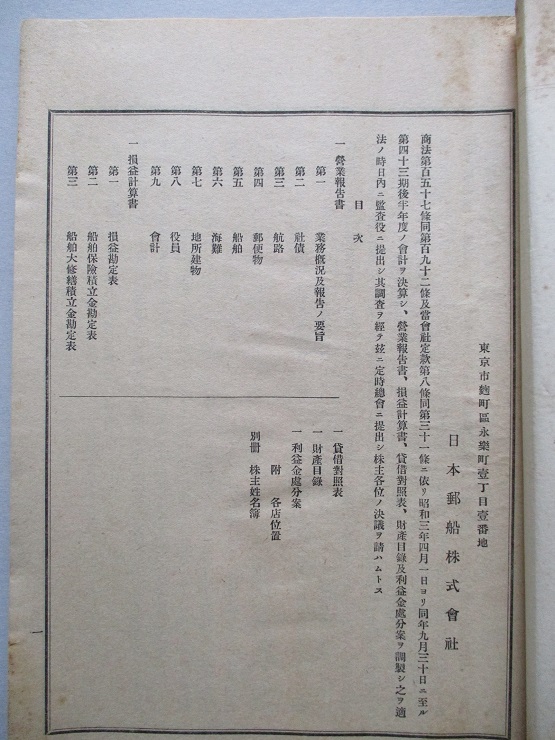 東京市麴町區永樂町壹丁目壹番地
日本郵船株式會社
商法第百五十七條同第百九十二條及當會社定款第八條同第三十一條ニ依リ昭和三年四月一日ヨリ同年九月三十日ニ至ル
第四十三期後半年度ノ會計ヲ決算シ、營業報告書、損益計算書、貸借對照表、財產目錄及利益金處分案ヲ調製シ之ヲ適
法ノ時日內ニ監査役ニ提出シ其調査ヲ經テ玆ニ定時總會ニ提出シ株主各位ノ決議ヲ請ハムトス
目次
一 營業報告書
第一 業務槪況及報告ノ要旨
第二 社債
第三 航路
第四 郵便物
第五 船舶
第六 海難
第七 地所建物
第八 役員
第九 會計
一 損益計算書
第一 損益勘定表
第二 船舶保險積立金勘定表
第三 船舶大修繕積立金勘定表
一 貸借對照表
一 財產目錄
一 利益金處分案
附 各店位置
別冊 株主姓名簿
一